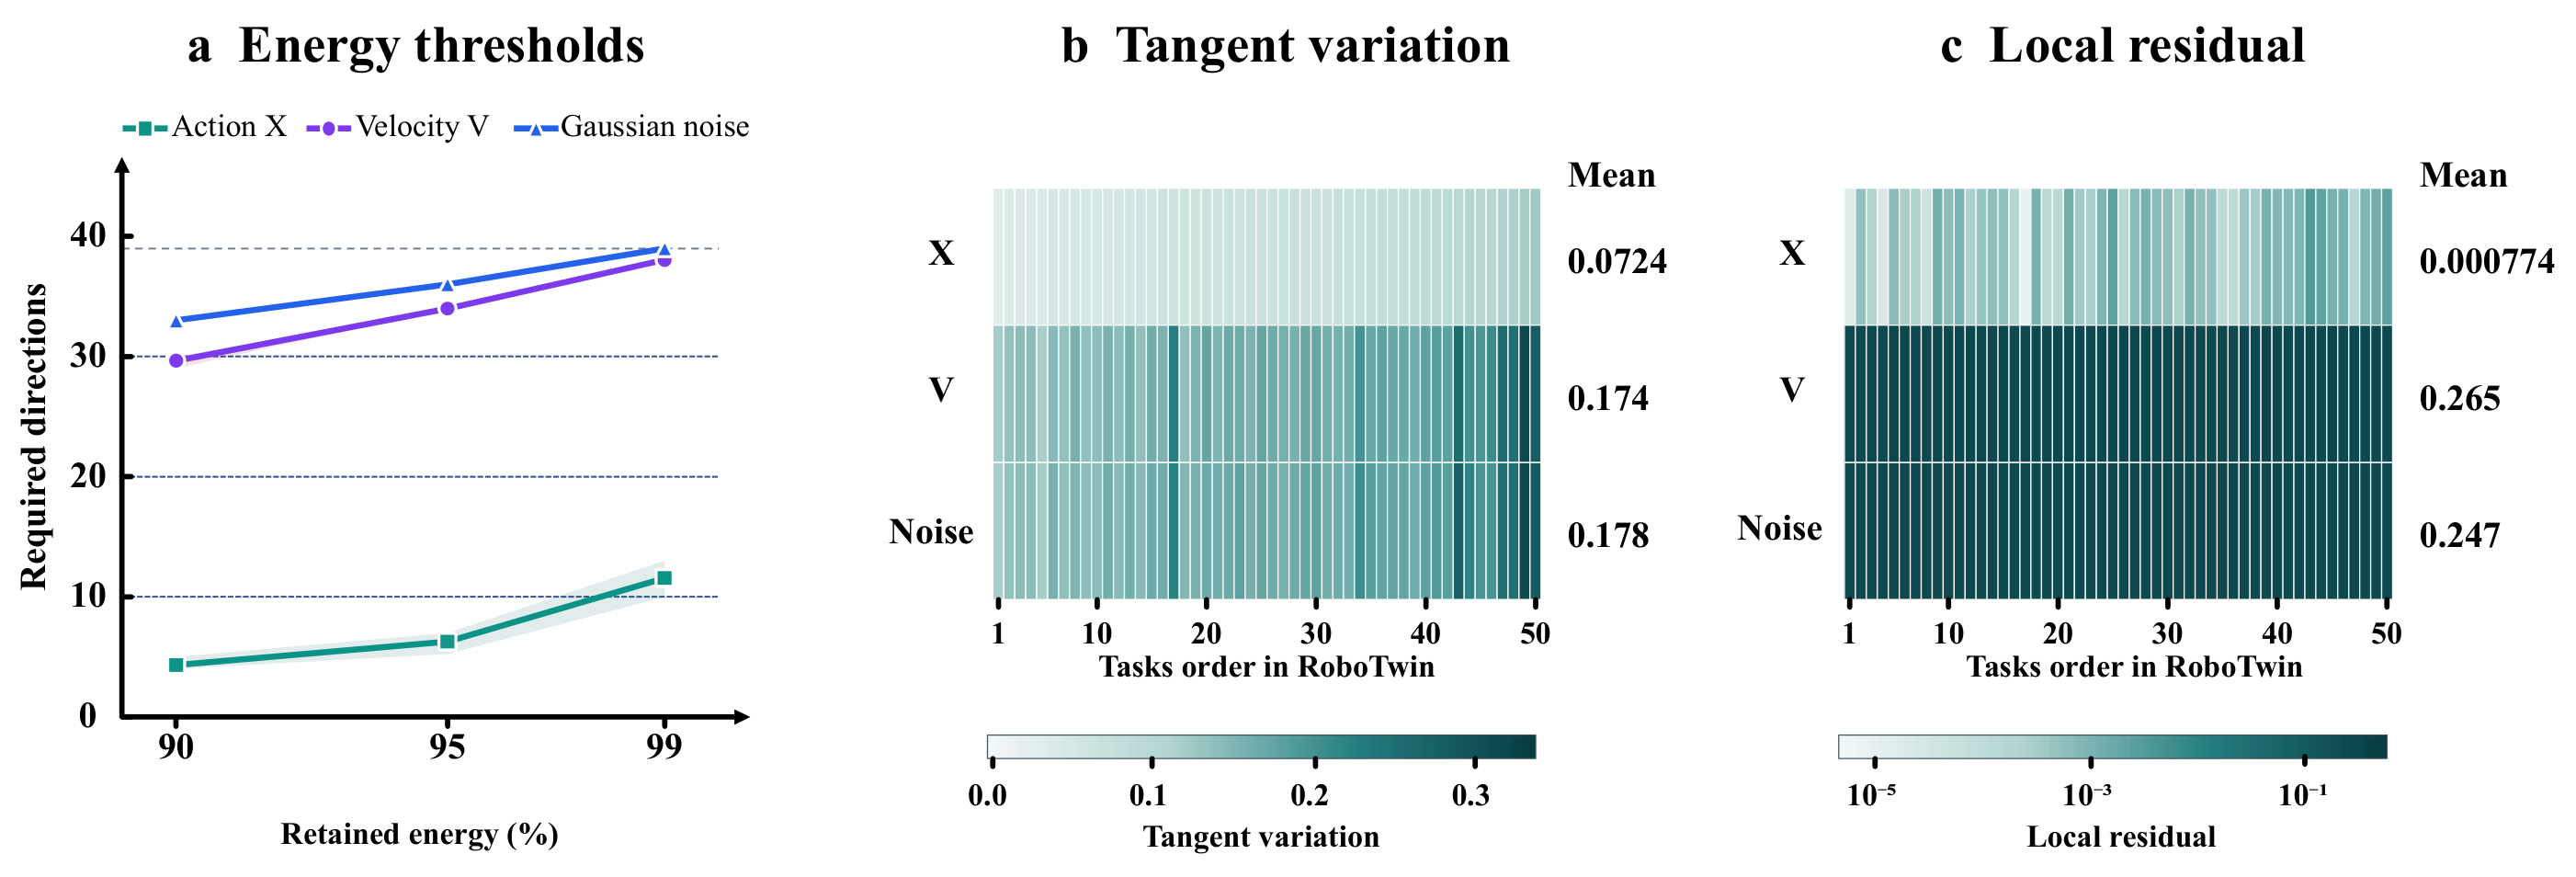 a Energy thresholds
Action X
Velocity V
Gaussian noise
Required directions
40
30
20
10
0
90
95
99
Retained energy (%)
b Tangent variation
Mean
X
0.0724
V
0.174
Noise
0.178
1
10
20
30
40
50
Tasks order in RoboTwin
0.0
0.1
0.2
0.3
Tangent variation
c Local residual
Mean
X
0.000774
V
0.265
Noise
0.247
1
10
20
30
40
50
Tasks order in RoboTwin
10⁻⁵
10⁻³
10⁻¹
Local residual